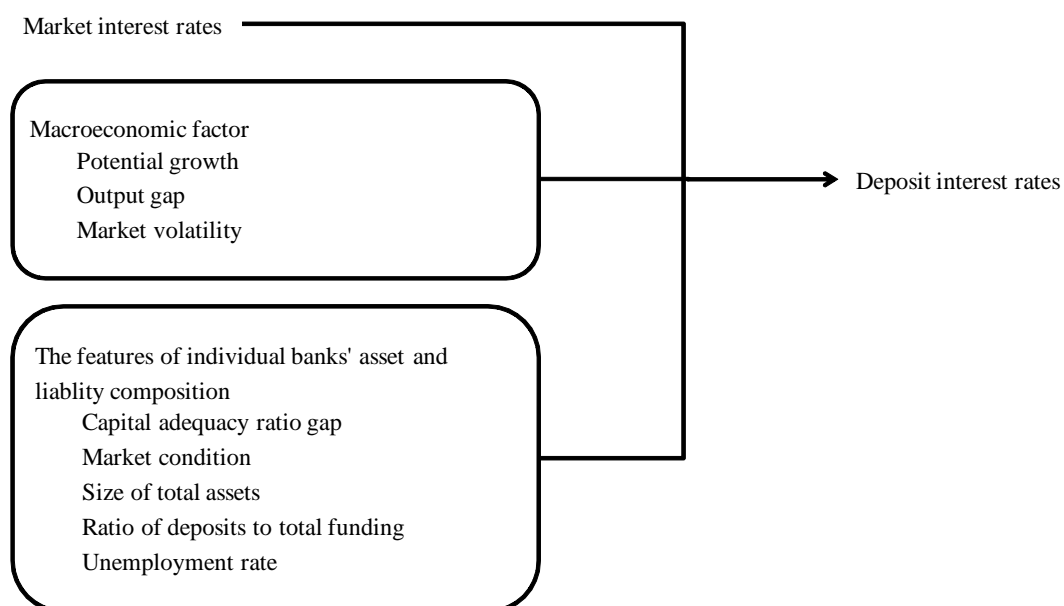 Market interest rates
Macroeconomic factor
Potential growth
Output gap
Market volatility
Deposit interest rates
The features of individual banks' asset and
liablity composition
Capital adequacy ratio gap
Market condition
Size of total assets
Ratio of deposits to total funding
Unemployment rate